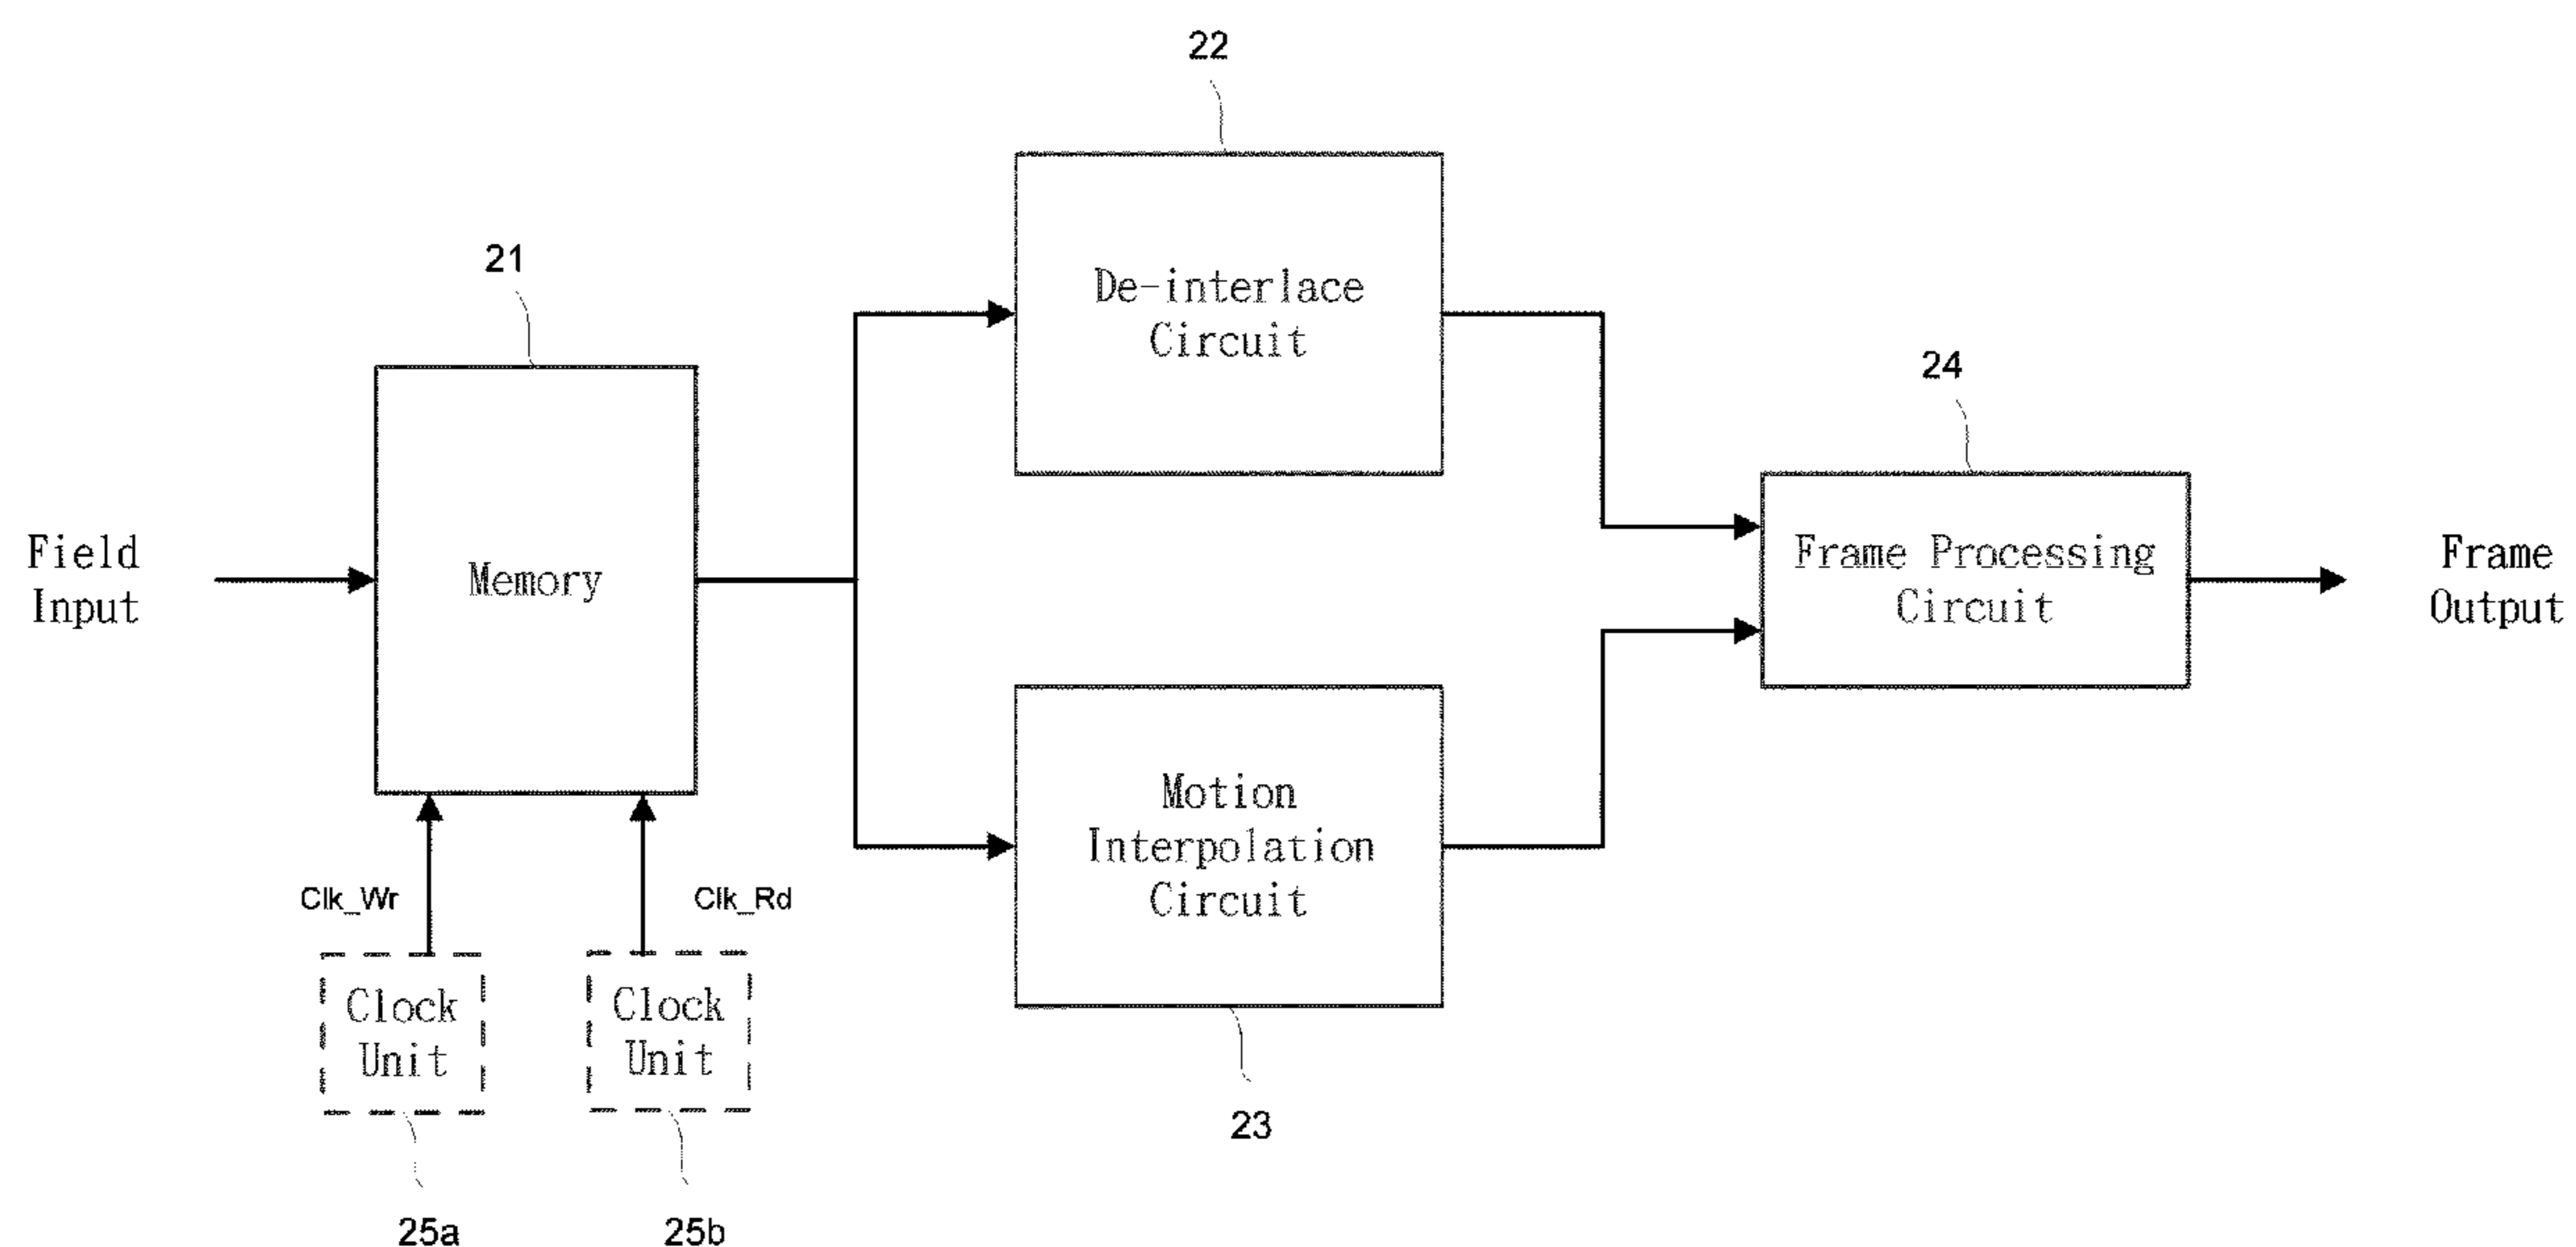 22
De-interlace
Circuit
21
24
Field
Input
Memory
Frame Processing
Circuit
Frame
Output
Motion
Interpolation
Circuit
Clk_Wr
Clk_Rd
Clock
Unit
Clock
Unit
23
25a
25b